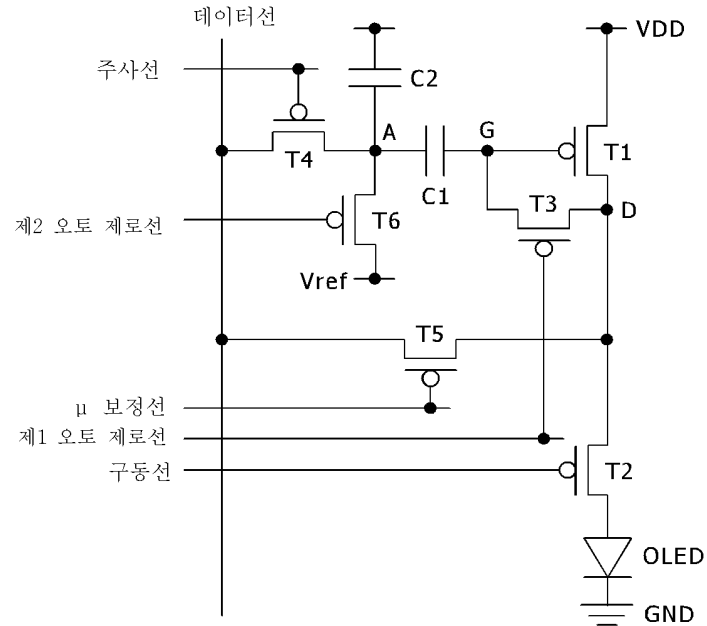 데이터선
VDD
주사선
C2
A
G
T4
T1
C1
T3
D
제2 오토 제로선
T6
Vref
T5
μ 보정선
제1 오토 제로선
구동선
T2
OLED
GND